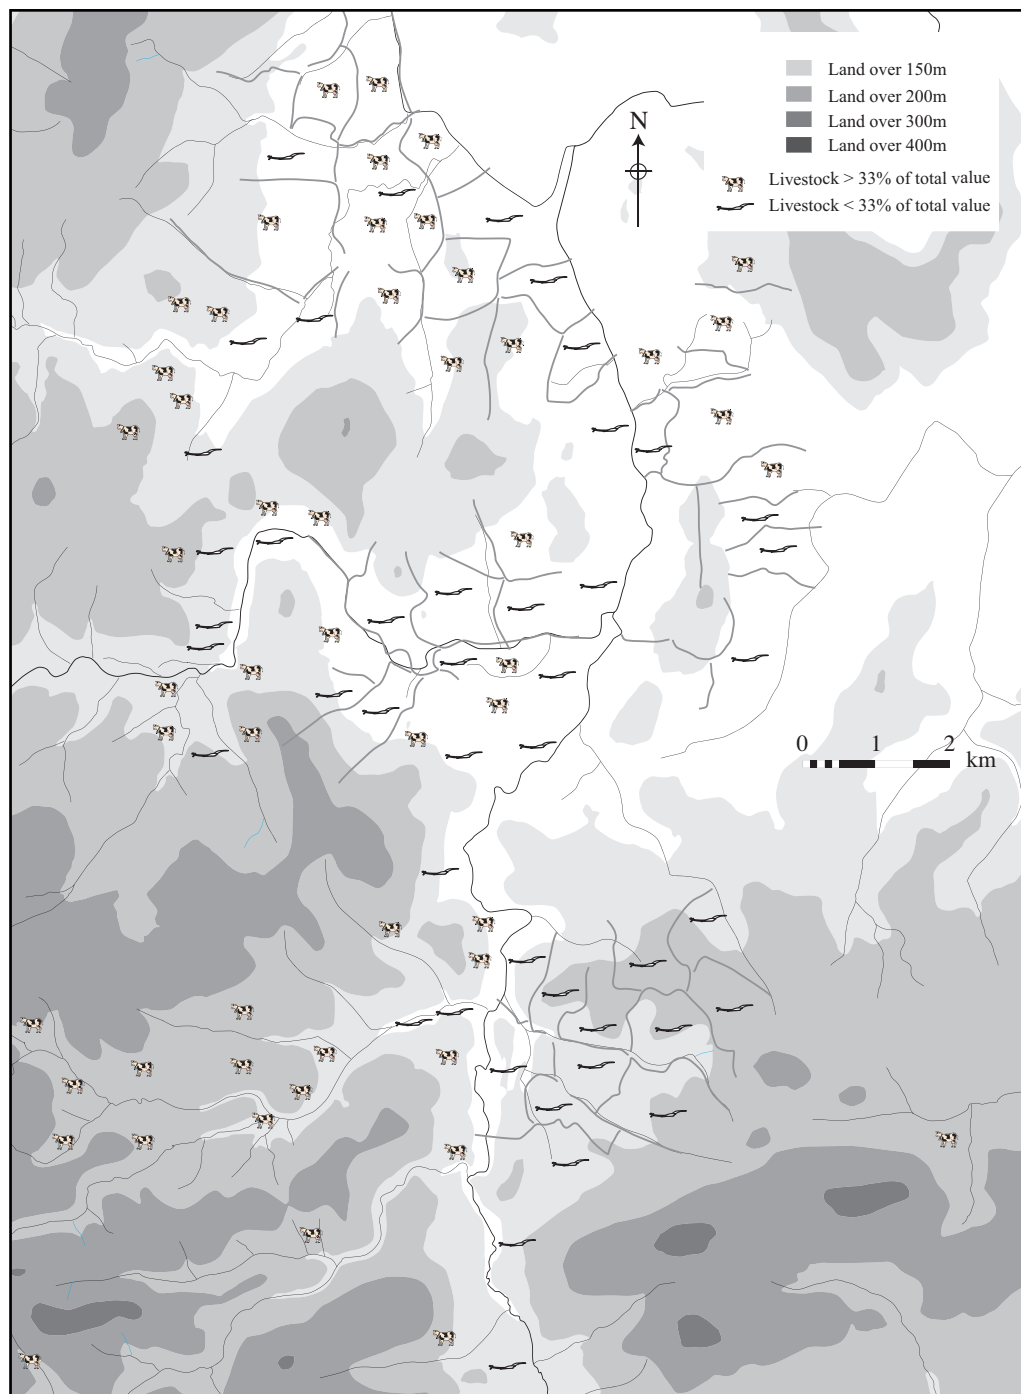 Land over 150m
Land over 200m
Land over 300m
Land over 400m
Livestock > 33% of total value
Livestock < 33% of total value
N
0 1 2
km